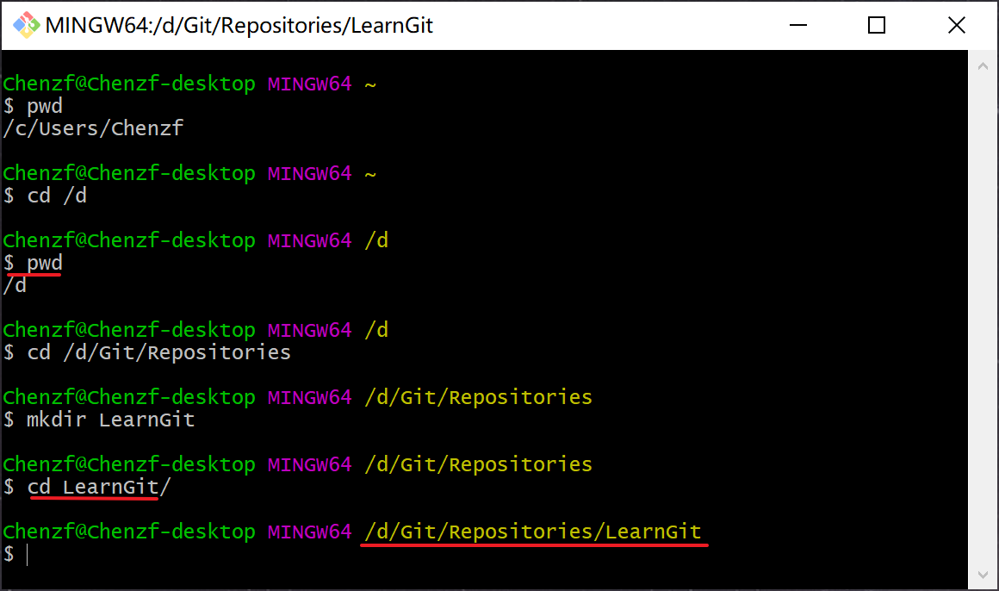 MINGW64:/d/Git/Repositories/LearnGit
Chenzf@Chenzf-desktop MINGW64 ~
$ pwd
/c/Users/Chenzf
Chenzf@Chenzf-desktop MINGW64 ~
$ cd /d
Chenzf@Chenzf-desktop MINGW64 /d
$ pwd
/d
Chenzf@Chenzf-desktop MINGW64 /d
$ cd /d/Git/Repositories
Chenzf@Chenzf-desktop MINGW64 /d/Git/Repositories
$ mkdir LearnGit
Chenzf@Chenzf-desktop MINGW64 /d/Git/Repositories
$ cd LearnGit/
Chenzf@Chenzf-desktop MINGW64 /d/Git/Repositories/LearnGit
$